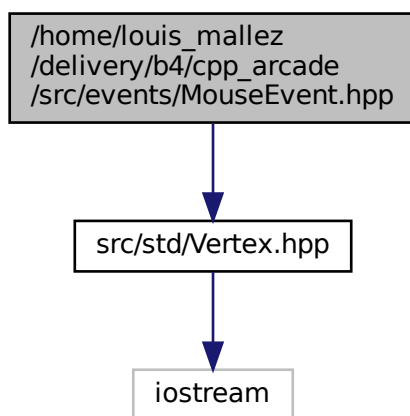 /home/louis_mallez
/delivery/b4/cpp_arcade
/src/events/MouseEvent.hpp
src/std/Vertex.hpp
iostream